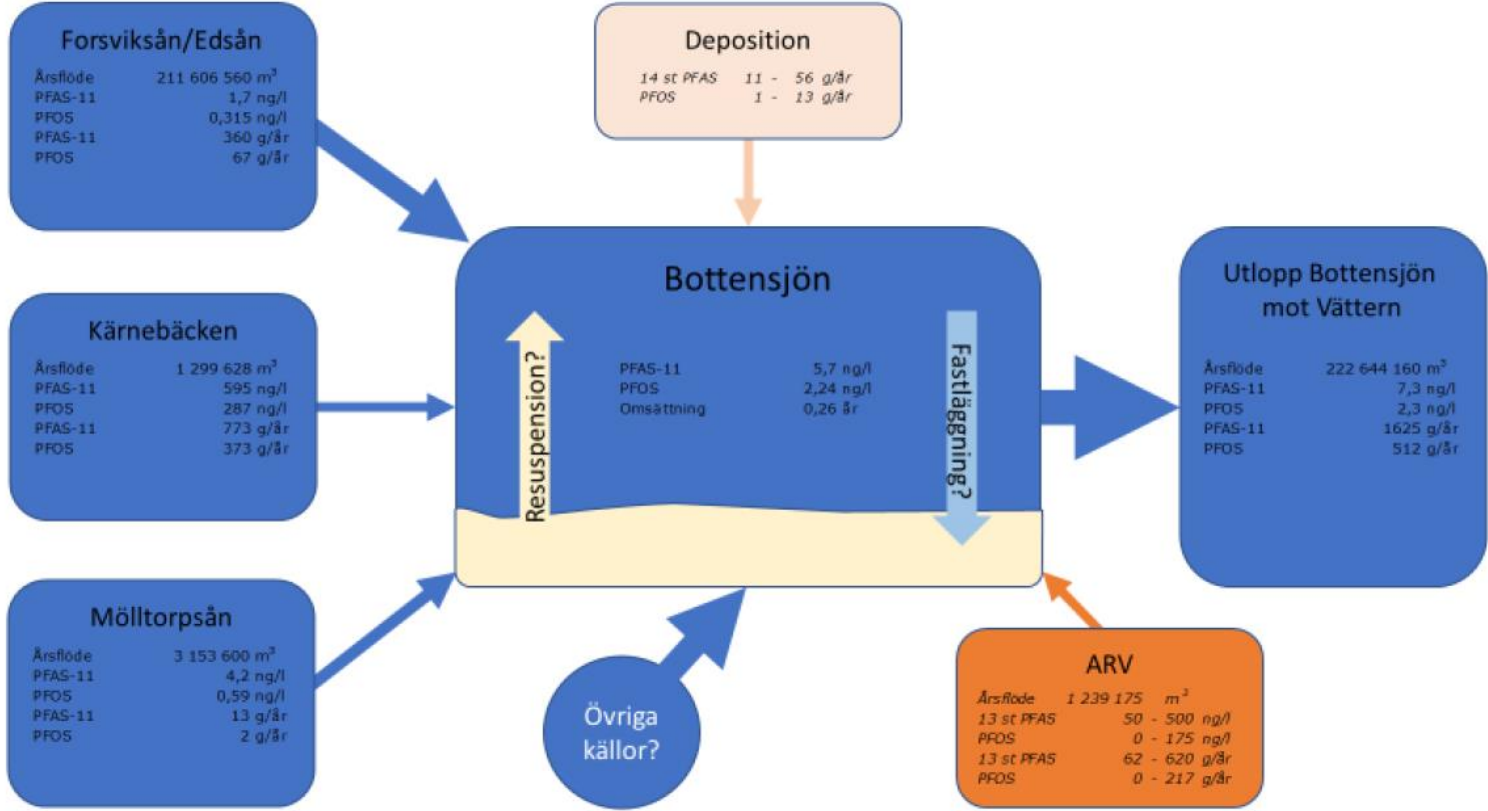 Forsviksån/Edsån
Årsflöde 211 606 560 m³
PFAS-11 1,7 ng/l
PFOS 0,315 ng/l
PFAS-11 360 g/år
PFOS 67 g/år
Deposition
14 st PFAS 11 - 56 g/år
PFOS 1 - 13 g/år
Kärnebäcken
Årsflöde 1 299 628 m³
PFAS-11 595 ng/l
PFOS 287 ng/l
PFAS-11 773 g/år
PFOS 373 g/år
Bottensjön
Resuspension?
PFAS-11 5,7 ng/l
PFOS 2,24 ng/l
Omsättning 0,26 år
Fastläggning?
Utlopp Bottensjön
mot Vättern
Årsflöde 222 644 160 m³
PFAS-11 7,3 ng/l
PFOS 2,3 ng/l
PFAS-11 1625 g/år
PFOS 512 g/år
Mölltorpsån
Årsflöde 3 153 600 m³
PFAS-11 4,2 ng/l
PFOS 0,59 ng/l
PFAS-11 13 g/år
PFOS 2 g/år
Övriga
källor?
ARV
Årsflöde 1 239 175 m³
13 st PFAS 50 - 500 ng/l
PFOS 0 - 175 ng/l
13 st PFAS 62 - 620 g/år
PFOS 0 - 217 g/år